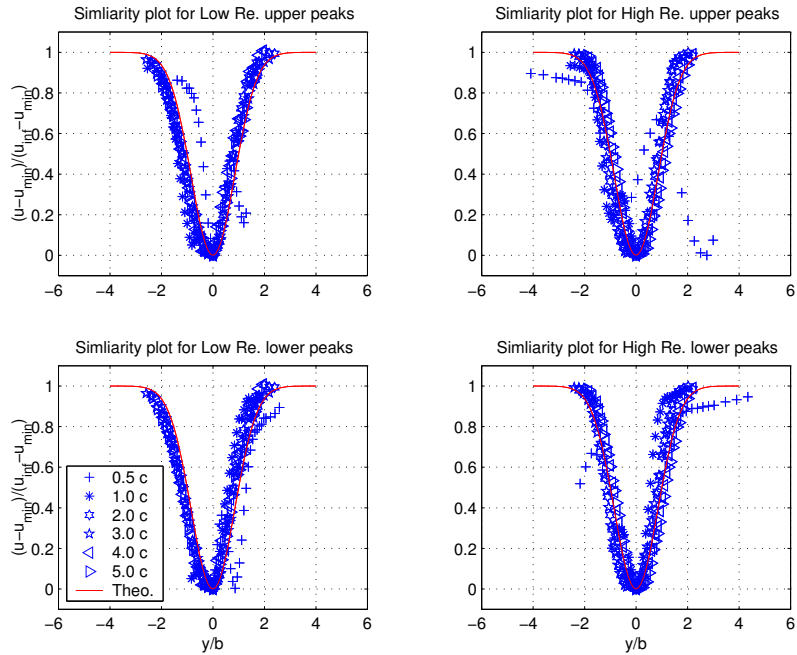 Simliarity plot for Low Re. upper peaks
1
0.8
0.6
0.4
0.2
0
(u−u_min)/(u_inf−u_min)
−6 −4 −2 0 2 4 6
Simliarity plot for High Re. upper peaks
1
0.8
0.6
0.4
0.2
0
(u−u_min)/(u_inf−u_min)
−6 −4 −2 0 2 4 6
Simliarity plot for Low Re. lower peaks
1
0.8
0.6
0.4
0.2
0
(u−u_min)/(u_inf−u_min)
0.5 c
1.0 c
2.0 c
3.0 c
4.0 c
5.0 c
Theo.
−6 −4 −2 0 2 4 6
y/b
Simliarity plot for High Re. lower peaks
1
0.8
0.6
0.4
0.2
0
(u−u_min)/(u_inf−u_min)
−6 −4 −2 0 2 4 6
y/b